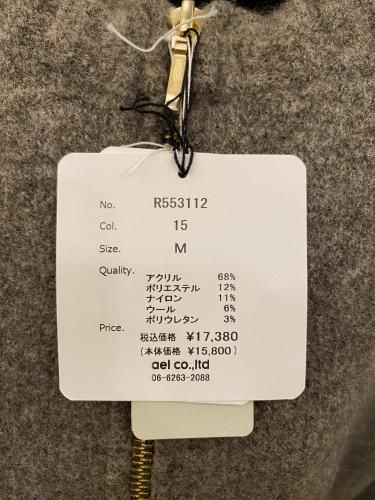 No. R553112
Col. 15
Size. M
Quality.
アクリル 68%
ポリエステル 12%
ナイロン 11%
ウール 6%
ポリウレタン 3%
Price.
税込価格 ¥17,380
(本体価格 ¥15,800)
ael co.,ltd
06-6263-2088